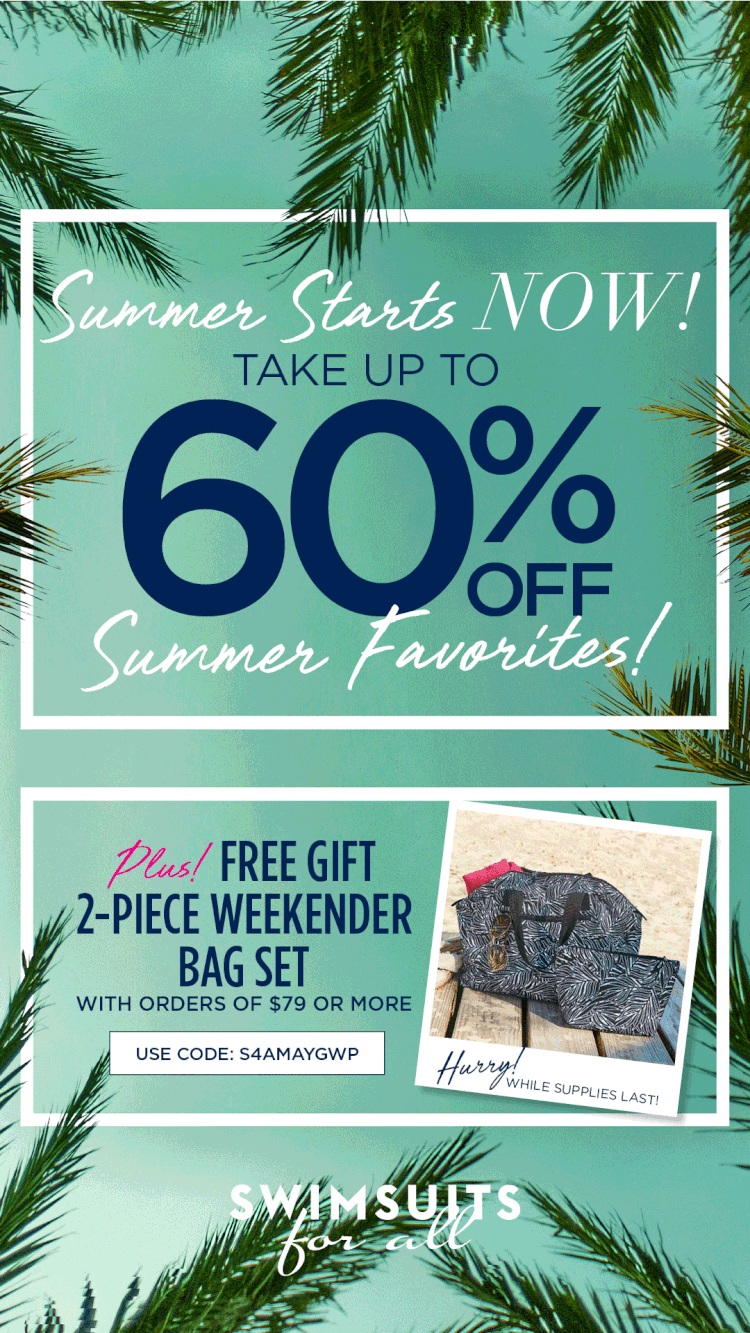 Summer Starts NOW!
TAKE UP TO
60%
OFF
Summer Favorites!
Plus! FREE GIFT
2-PIECE WEEKENDER
BAG SET
WITH ORDERS OF $79 OR MORE
USE CODE: S4AMAYGWP
Hurry! WHILE SUPPLIES LAST!
SWIMSUITS
for all